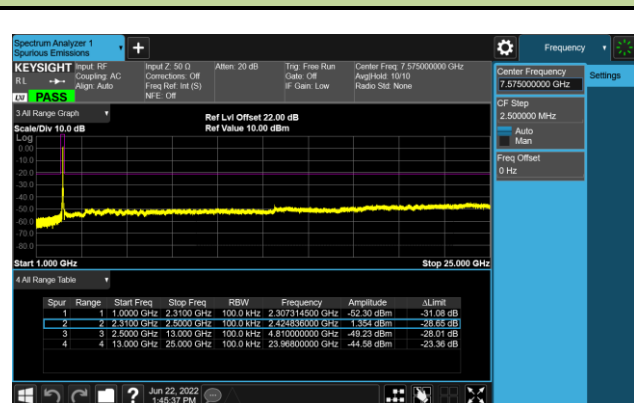 Spectrum Analyzer 1
Spurious Emissions
+
Frequency
KEYSIGHT
RL
LXI
PASS
Input: RF
Coupling: AC
Align: Auto
Input Z: 50 Ω
Corrections: Off
Freq Ref: Int (S)
NFE: Off
Atten: 20 dB
Trig: Free Run
Gate: Off
IF Gain: Low
Center Freq: 7.575000000 GHz
Avg|Hold: 10/10
Radio Std: None
Center Frequency
7.575000000 GHz
Settings
CF Step
2.500000 MHz
Auto
Man
Freq Offset
0 Hz
3 All Range Graph
Scale/Div 10.0 dB
Ref Lvl Offset 22.00 dB
Ref Value 10.00 dBm
Log
0.00
-10.0
-20.0
-30.0
-40.0
-50.0
-60.0
-70.0
-80.0
Start 1.000 GHz
Stop 25.000 GHz
4 All Range Table
Spur Range Start Freq Stop Freq RBW Frequency Amplitude ΔLimit
1 1 1.0000 GHz 2.3100 GHz 100.0 kHz 2.307314500 GHz -52.30 dBm -31.08 dB
2 2 2.3100 GHz 2.5000 GHz 100.0 kHz 2.424836000 GHz 1.354 dBm -28.65 dB
3 3 2.5000 GHz 13.000 GHz 100.0 kHz 4.810000000 GHz -49.23 dBm -28.01 dB
4 4 13.000 GHz 25.000 GHz 100.0 kHz 23.96800000 GHz -44.58 dBm -23.36 dB
?
Jun 22, 2022
1:45:37 PM